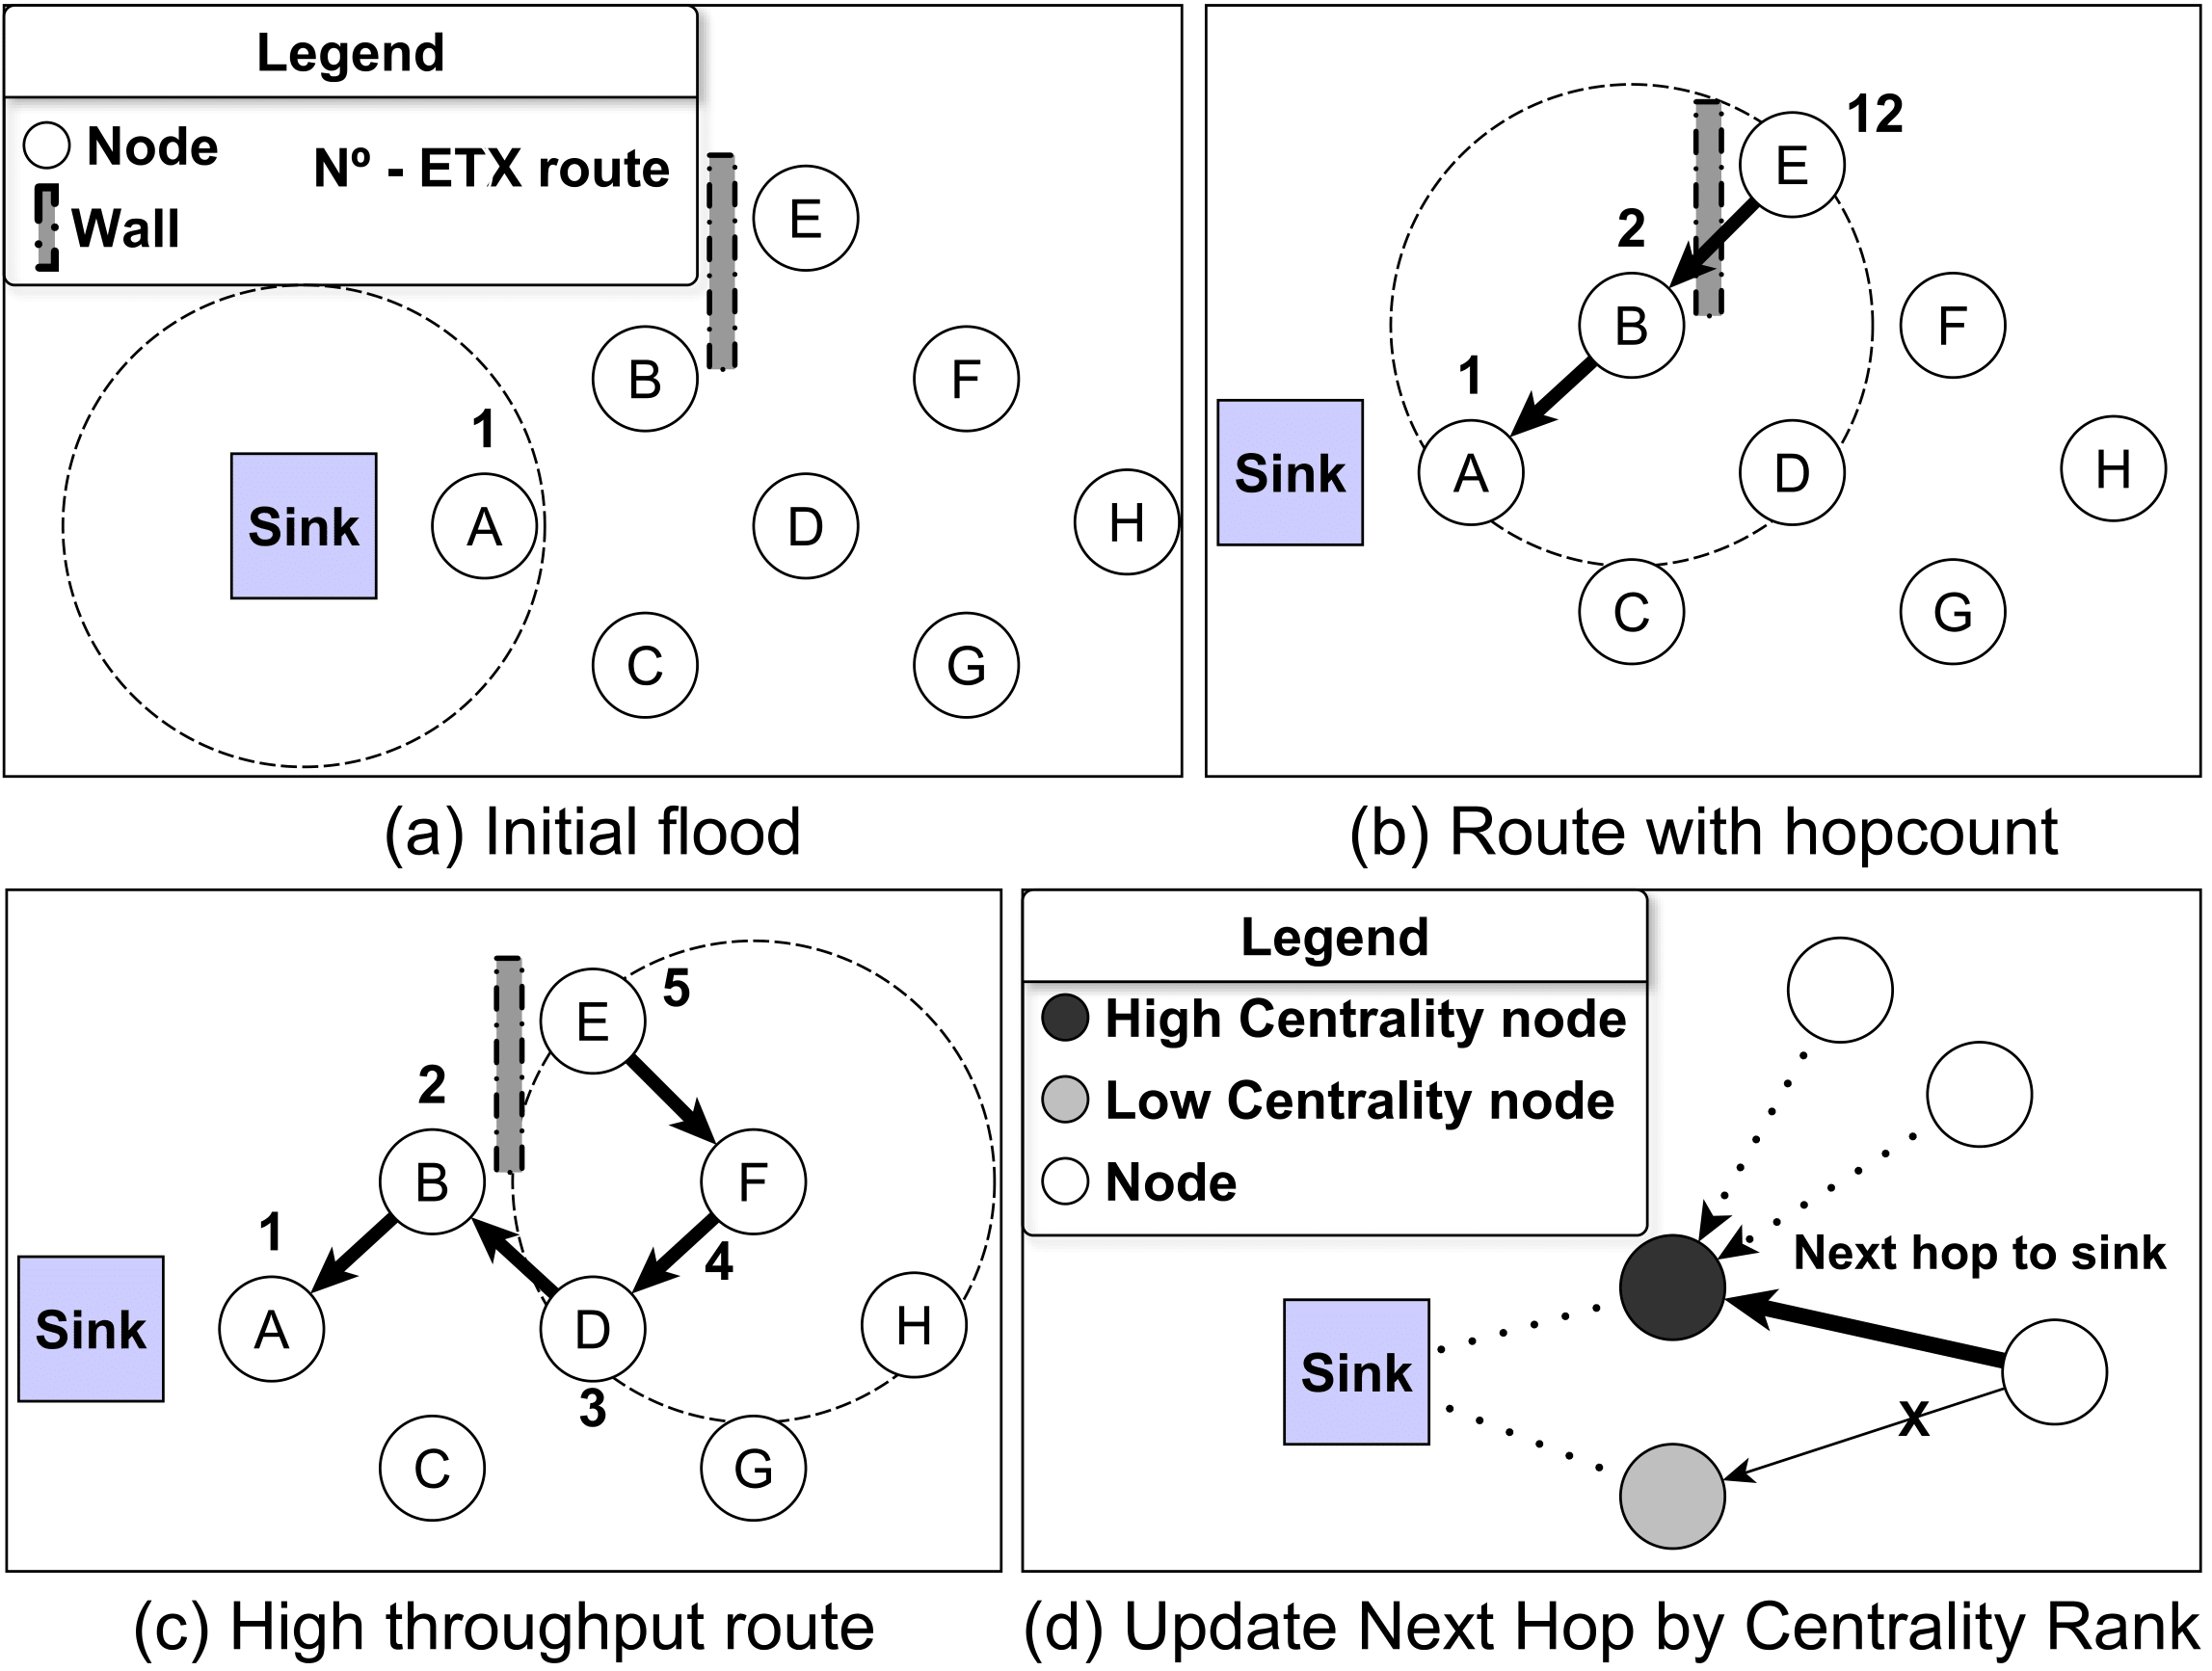 Legend
Node
Nº - ETX route
Wall
E
B
F
1
Sink
A
D
H
C
G
(a) Initial flood
12
E
2
B
F
1
Sink
A
D
H
C
G
(b) Route with hopcount
E
5
2
B
F
1
4
Sink
A
D
H
3
C
G
(c) High throughput route
Legend
High Centrality node
Low Centrality node
Node
Next hop to sink
Sink
X
(d) Update Next Hop by Centrality Rank